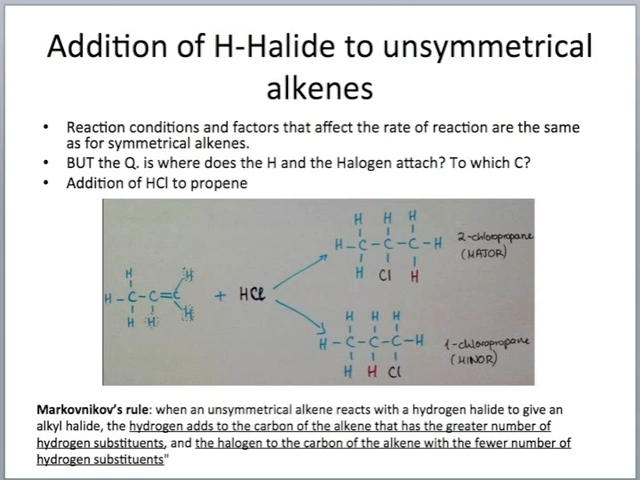 Addition of H-Halide to unsymmetrical
alkenes
• Reaction conditions and factors that affect the rate of reaction are the same
as for symmetrical alkenes.
• BUT the Q. is where does the H and the Halogen attach? To which C?
• Addition of HCl to propene
H H H
H-C-C-C-H
H Cl H
2-chloropropane
(MAJOR)
H H
H-C-C=C
H H H
+ HCl
H H H
H-C-C-C-H
H H Cl
1-chloropropane
(MINOR)
Markovnikov's rule: when an unsymmetrical alkene reacts with a hydrogen halide to give an
alkyl halide, the hydrogen adds to the carbon of the alkene that has the greater number of
hydrogen substituents, and the halogen to the carbon of the alkene with the fewer number of
hydrogen substituents"